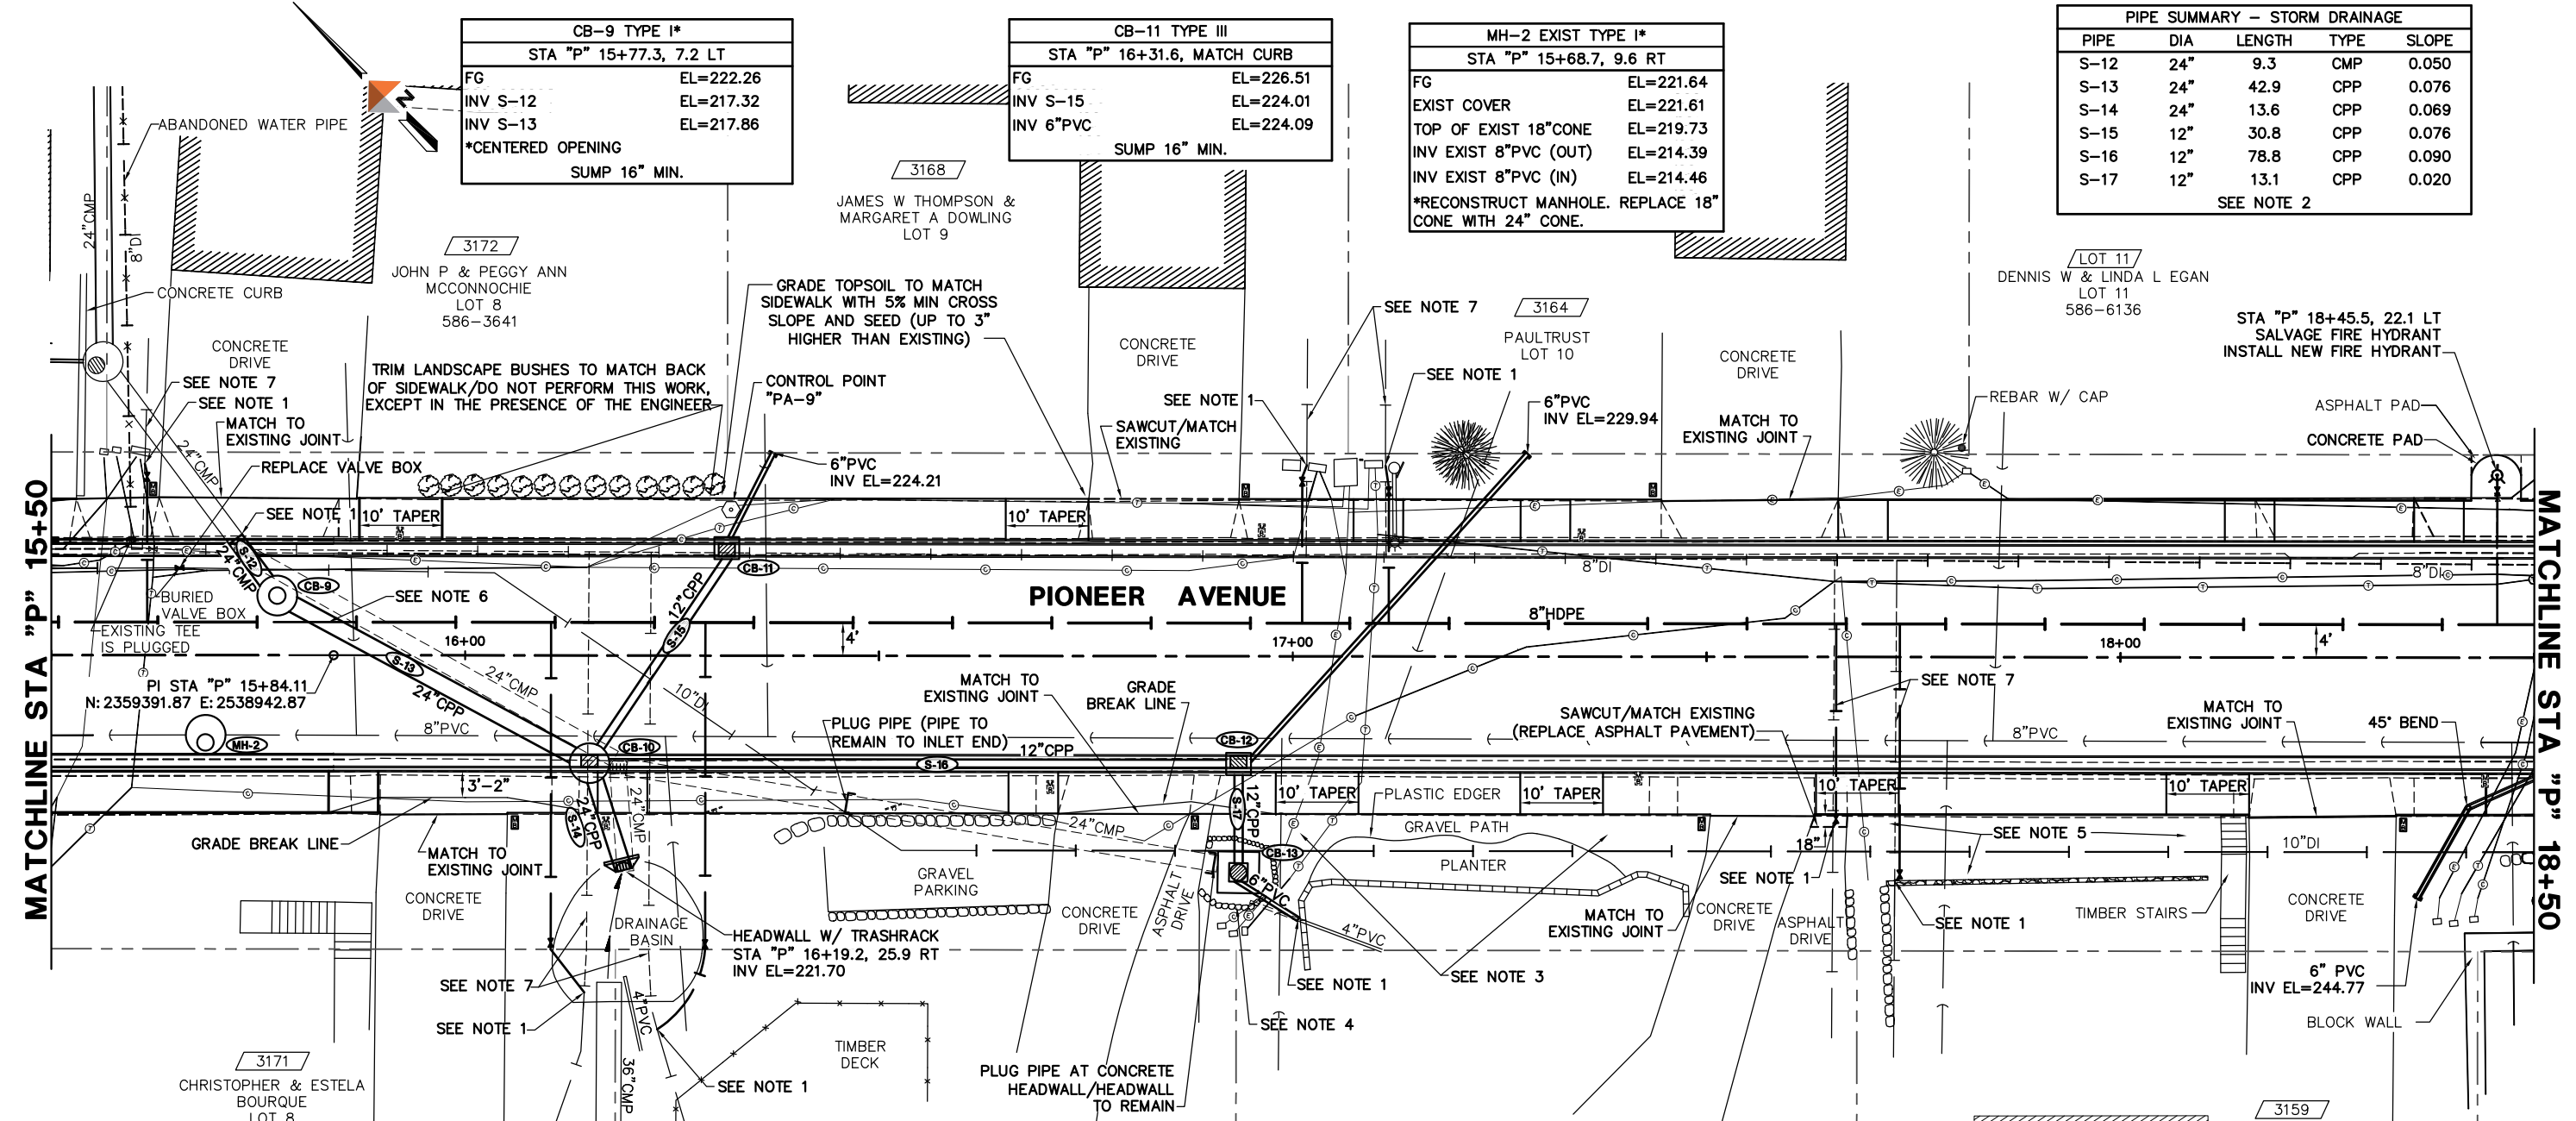 CB-9 TYPE I*
STA "P" 15+77.3, 7.2 LT
FG EL=222.26
INV S-12 EL=217.32
INV S-13 EL=217.86
*CENTERED OPENING
SUMP 16" MIN.
CB-11 TYPE III
STA "P" 16+31.6, MATCH CURB
FG EL=226.51
INV S-15 EL=224.01
INV 6"PVC EL=224.09
SUMP 16" MIN.
MH-2 EXIST TYPE I*
STA "P" 15+68.7, 9.6 RT
FG EL=221.64
EXIST COVER EL=221.61
TOP OF EXIST 18"CONE EL=219.73
INV EXIST 8"PVC (OUT) EL=214.39
INV EXIST 8"PVC (IN) EL=214.46
*RECONSTRUCT MANHOLE. REPLACE 18"
CONE WITH 24" CONE.
PIPE SUMMARY - STORM DRAINAGE
PIPE DIA LENGTH TYPE SLOPE
S-12 24" 9.3 CMP 0.050
S-13 24" 42.9 CPP 0.076
S-14 24" 13.6 CPP 0.069
S-15 12" 30.8 CPP 0.076
S-16 12" 78.8 CPP 0.090
S-17 12" 13.1 CPP 0.020
SEE NOTE 2
N
ABANDONED WATER PIPE
24"CMP
8"DI
CONCRETE CURB
3172
JOHN P & PEGGY ANN
MCCONNOCHIE
LOT 8
586-3641
3168
JAMES W THOMPSON &
MARGARET A DOWLING
LOT 9
3164
PAULTRUST
LOT 10
LOT 11
DENNIS W & LINDA L EGAN
LOT 11
586-6136
GRADE TOPSOIL TO MATCH
SIDEWALK WITH 5% MIN CROSS
SLOPE AND SEED (UP TO 3"
HIGHER THAN EXISTING)
SEE NOTE 7
STA "P" 18+45.5, 22.1 LT
SALVAGE FIRE HYDRANT
INSTALL NEW FIRE HYDRANT
CONCRETE
DRIVE
SEE NOTE 7
SEE NOTE 1
MATCH TO
EXISTING JOINT
TRIM LANDSCAPE BUSHES TO MATCH BACK
OF SIDEWALK/DO NOT PERFORM THIS WORK,
EXCEPT IN THE PRESENCE OF THE ENGINEER
CONTROL POINT
"PA-9"
CONCRETE
DRIVE
SEE NOTE 1
SAWCUT/MATCH
EXISTING
SEE NOTE 1
6"PVC
INV EL=229.94
CONCRETE
DRIVE
MATCH TO
EXISTING JOINT
REBAR W/ CAP
ASPHALT PAD
CONCRETE PAD
24"CMP
REPLACE VALVE BOX
6"PVC
INV EL=224.21
SEE NOTE 1
10' TAPER
10' TAPER
MATCHLINE STA "P" 15+50
MATCHLINE STA "P" 18+50
S-12
24"CMP
CB-9
CB-11
BURIED
VALVE BOX
SEE NOTE 6
EXISTING TEE
IS PLUGGED
12"CPP
S-15
PIONEER AVENUE
8"HDPE
8"DI
8"DI
16+00
4'
17+00
18+00
4'
PI STA "P" 15+84.11
N: 2359391.87 E: 2538942.87
S-13
24"CPP
24"CMP
10"DI
MATCH TO
EXISTING JOINT
GRADE
BREAK LINE
SEE NOTE 7
MH-2
8"PVC
CB-10
PLUG PIPE (PIPE TO
REMAIN TO INLET END)
12"CPP
S-16
CB-12
SAWCUT/MATCH EXISTING
(REPLACE ASPHALT PAVEMENT)
8"PVC
MATCH TO
EXISTING JOINT
45° BEND
3'-2"
10' TAPER
10' TAPER
10' TAPER
10' TAPER
PLASTIC EDGER
GRADE BREAK LINE
MATCH TO
EXISTING JOINT
S-14
24"CPP
24"CMP
24"CMP
S-17
12"CPP
CB-13
GRAVEL PATH
PLANTER
18"
SEE NOTE 5
10"DI
CONCRETE
DRIVE
GRAVEL
PARKING
6"PVC
SEE NOTE 1
DRAINAGE
BASIN
CONCRETE
DRIVE
ASPHALT
DRIVE
4"PVC
MATCH TO
EXISTING JOINT
CONCRETE
DRIVE
ASPHALT
DRIVE
SEE NOTE 1
TIMBER STAIRS
CONCRETE
DRIVE
HEADWALL W/ TRASHRACK
STA "P" 16+19.2, 25.9 RT
INV EL=221.70
SEE NOTE 7
SEE NOTE 1
SEE NOTE 1
SEE NOTE 3
SEE NOTE 4
6" PVC
INV EL=244.77
BLOCK WALL
4"PVC
36"CMP
TIMBER
DECK
SEE NOTE 1
PLUG PIPE AT CONCRETE
HEADWALL/HEADWALL
TO REMAIN
3171
CHRISTOPHER & ESTELA
BOURQUE
LOT 8
3159